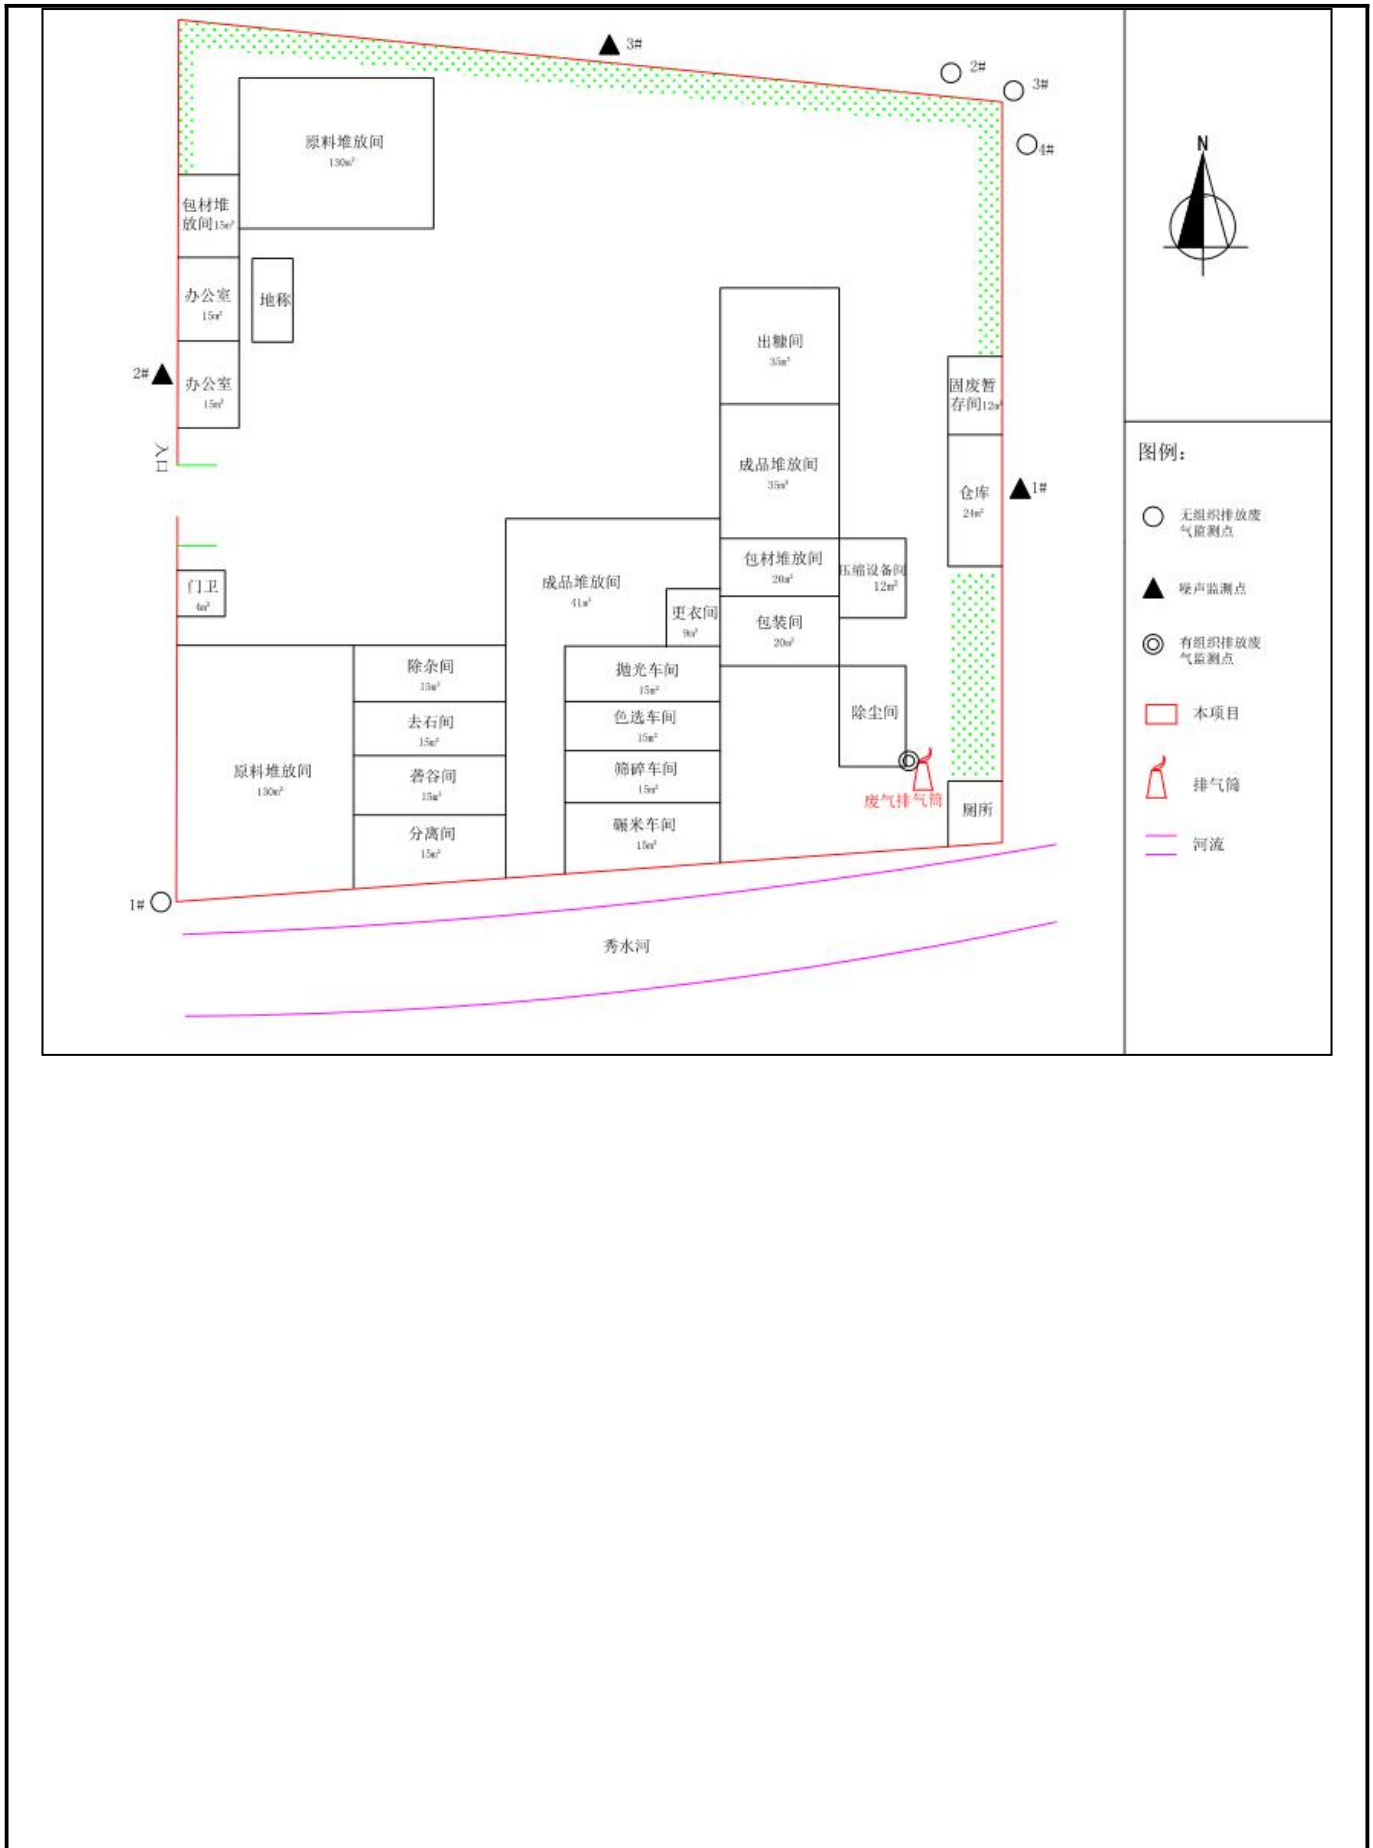 3#
2#
3#
4#
N
原料堆放间
130m²
包材堆
放间15m²
办公室
15m²
地称
2#
办公室
15m²
入口
出糠间
35m²
固废暂
存间12m²
成品堆放间
35m²
仓库
24m²
1#
图例：
无组织排放废
气监测点
噪声监测点
有组织排放废
气监测点
本项目
排气筒
河流
门卫
4m²
成品堆放间
41m²
更衣间
9m²
包材堆放间
20m²
压缩设备间
12m²
包装间
20m²
原料堆放间
130m²
除杂间
15m²
去石间
15m²
砻谷间
15m²
分离间
15m²
抛光车间
15m²
色选车间
15m²
筛碎车间
15m²
碾米车间
15m²
除尘间
废气排气筒
厕所
1#
秀水河